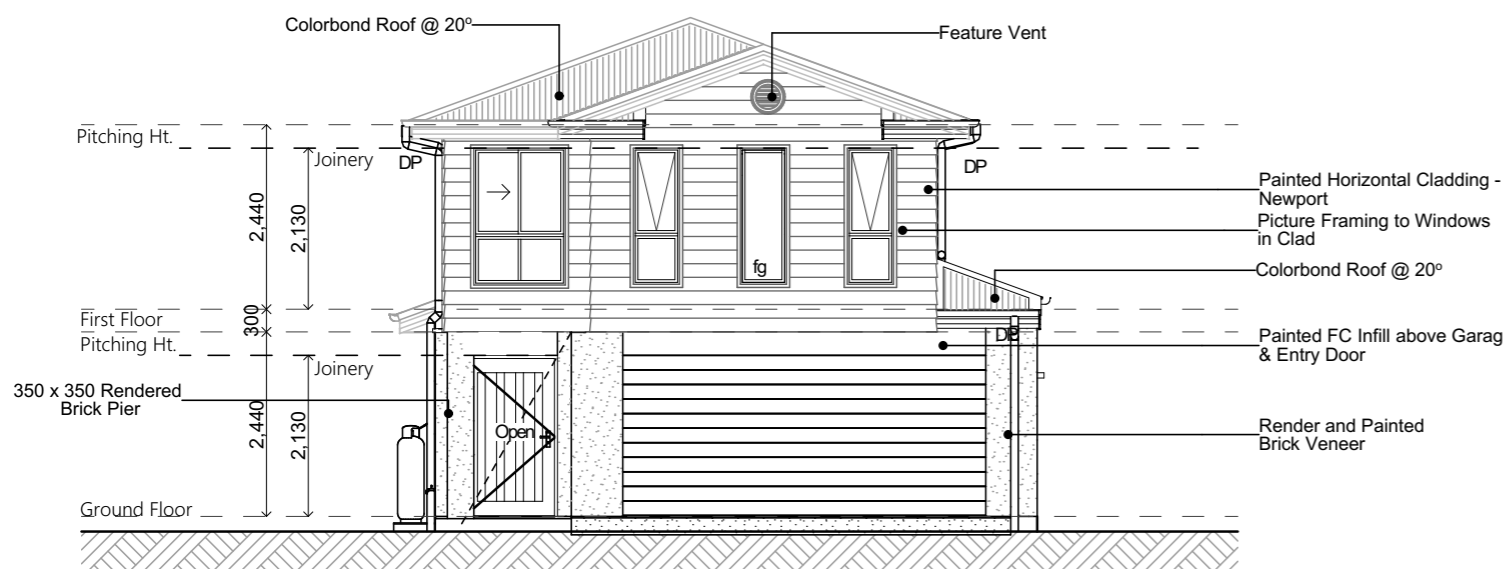 Colorbond Roof @ 20º
Feature Vent
Pitching Ht.
Joinery
DP
DP
Painted Horizontal Cladding -
Newport
2,440
2,130
Picture Framing to Windows
in Clad
fg
Colorbond Roof @ 20º
First Floor
300
Pitching Ht.
DP
Painted FC Infill above Garag
& Entry Door
Joinery
350 x 350 Rendered
Brick Pier
2,440
2,130
Open
Render and Painted
Brick Veneer
Ground Floor